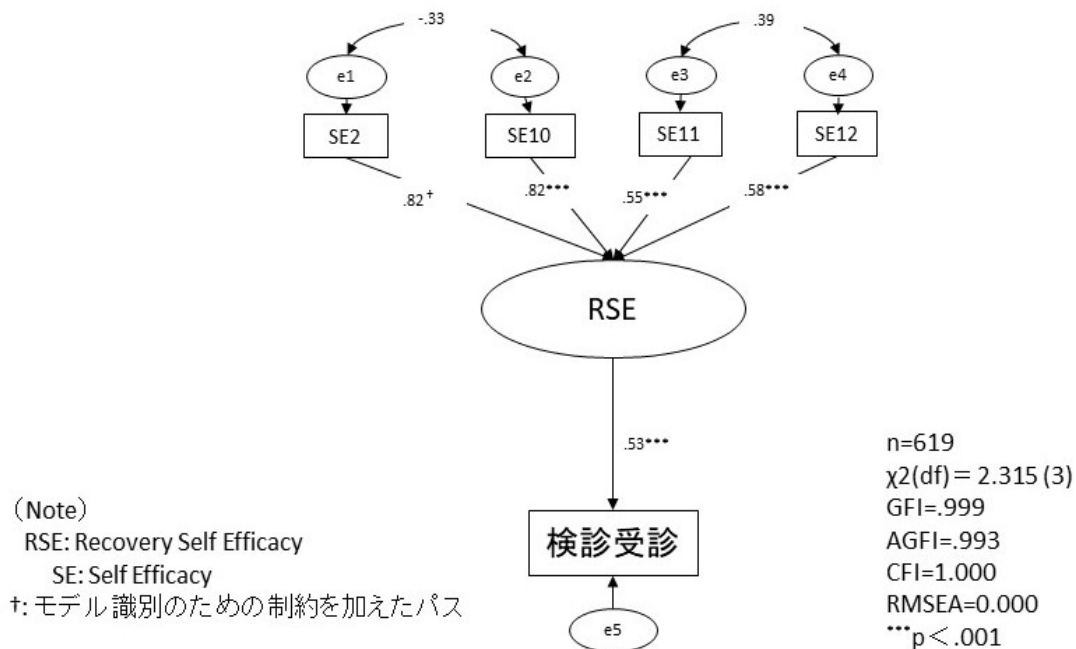 -.33
.39
e1
e2
e3
e4
SE2
SE10
SE11
SE12
.82†
.82***
.55***
.58***
RSE
.53***
検診受診
e5
(Note)
RSE: Recovery Self Efficacy
SE: Self Efficacy
†: モデル識別のための制約を加えたパス
n=619
χ2(df)＝2.315 (3)
GFI=.999
AGFI=.993
CFI=1.000
RMSEA=0.000
***p＜.001